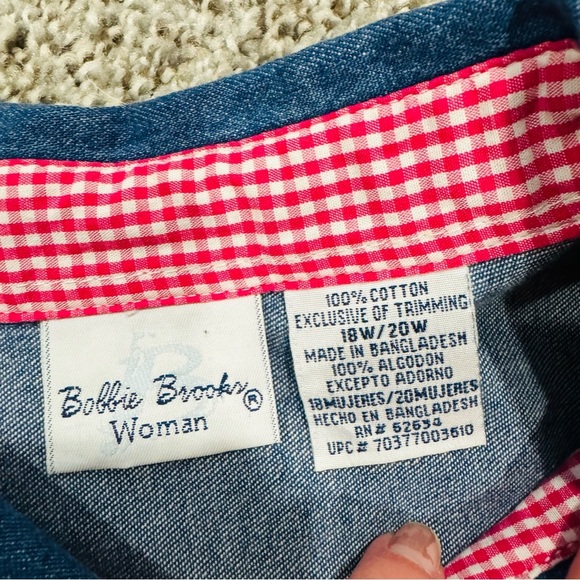 Bobbie Brooks®
Woman
100% COTTON
EXCLUSIVE OF TRIMMING
18W/20W
MADE IN BANGLADESH
100% ALGODON
EXCEPTO ADORNO
18MUJERES/20MUJERES
HECHO EN BANGLADESH
RN# 62654
UPC# 70377003610